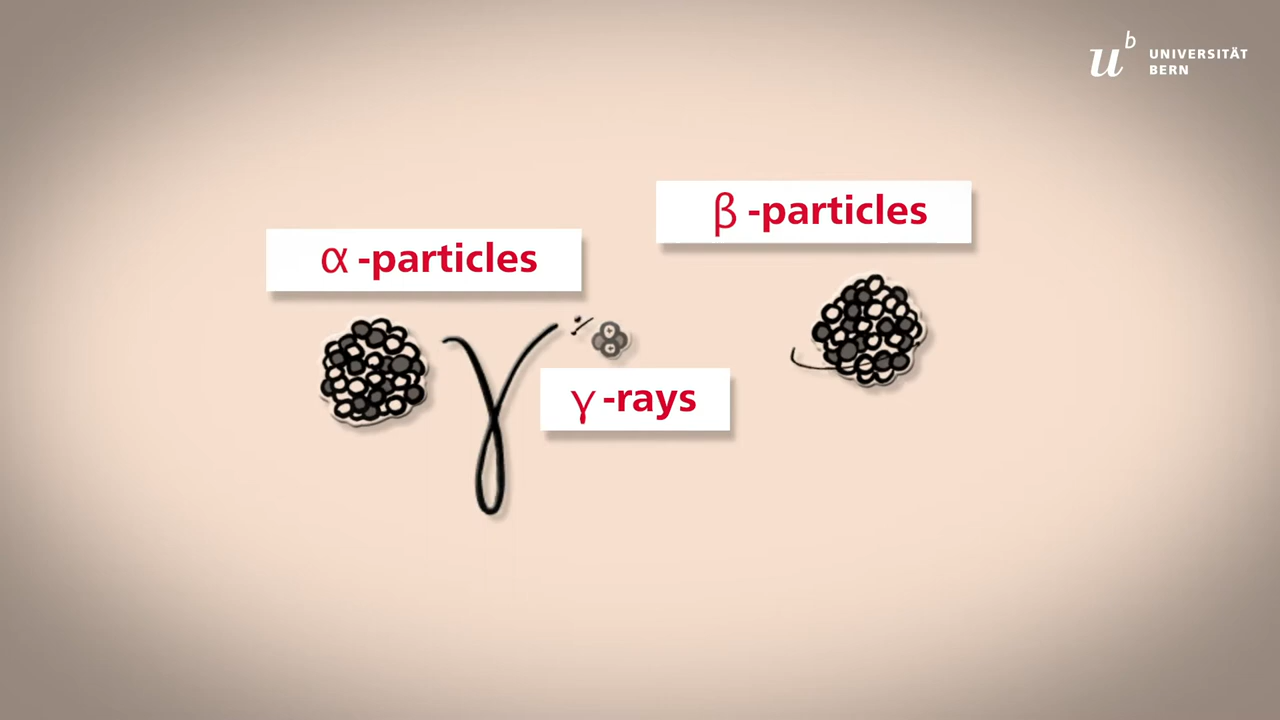 u^b
UNIVERSITÄT
BERN
β -particles
α -particles
γ
γ -rays